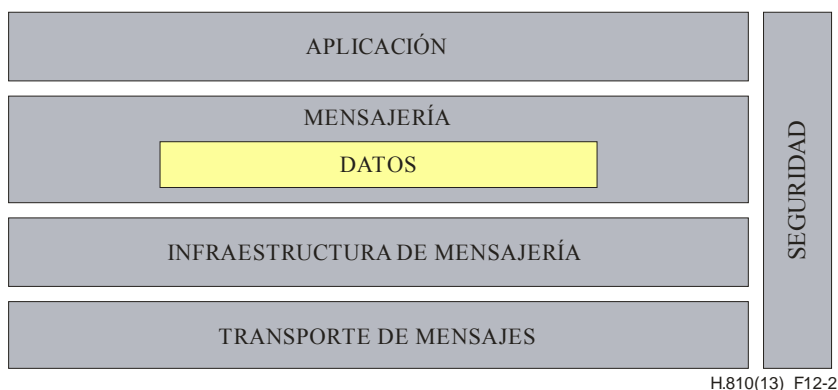 APLICACIÓN
MENSAJERÍA
DATOS
INFRAESTRUCTURA DE MENSAJERÍA
TRANSPORTE DE MENSAJES
SEGURIDAD
H.810(13)_F12-2